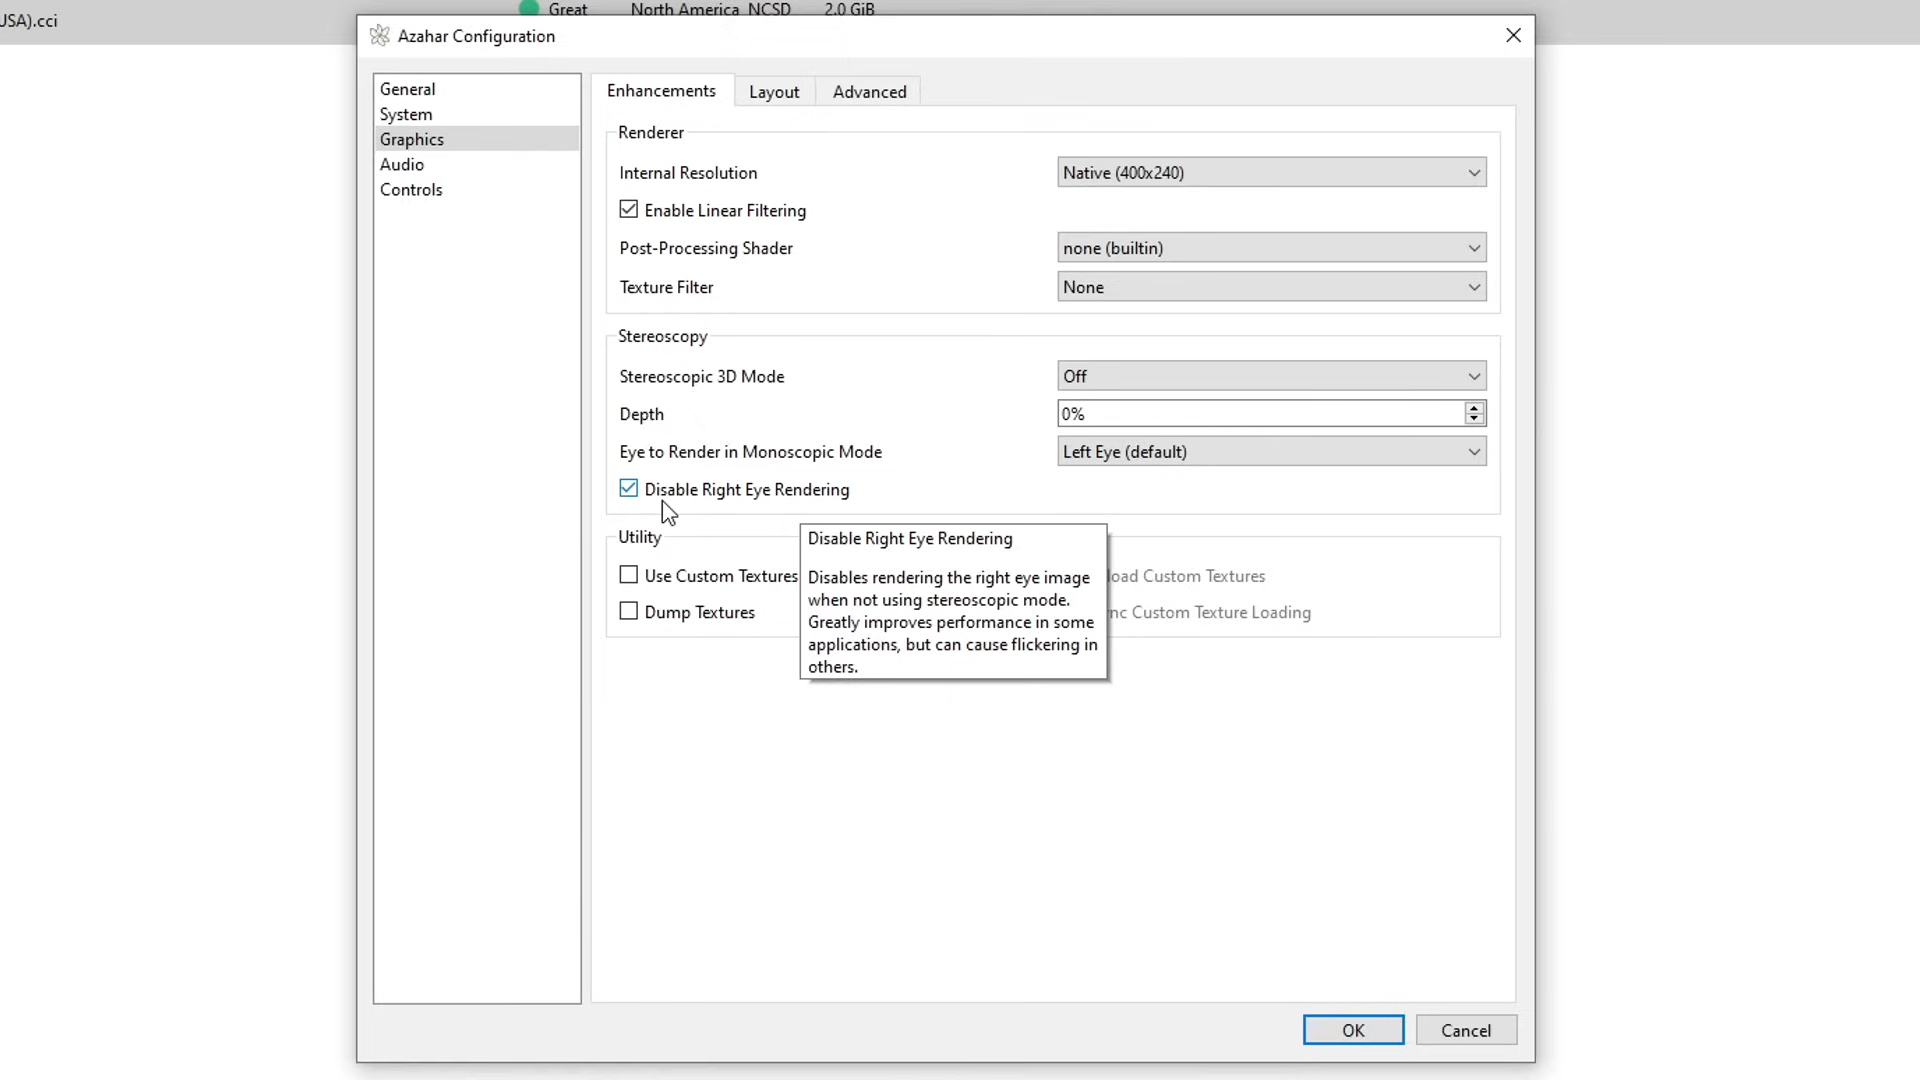 USA).cci
Great North America NCSD 2.0 GiB
Azahar Configuration
General
System
Graphics
Audio
Controls
Enhancements Layout Advanced
Renderer
Internal Resolution Native (400x240)
Enable Linear Filtering
Post-Processing Shader none (builtin)
Texture Filter None
Stereoscopy
Stereoscopic 3D Mode Off
Depth 0%
Eye to Render in Monoscopic Mode Left Eye (default)
Disable Right Eye Rendering
Utility
Use Custom Textures
Dump Textures
Disable Right Eye Rendering
Disables rendering the right eye image
when not using stereoscopic mode.
Greatly improves performance in some
applications, but can cause flickering in
others.
load Custom Textures
nc Custom Texture Loading
OK Cancel